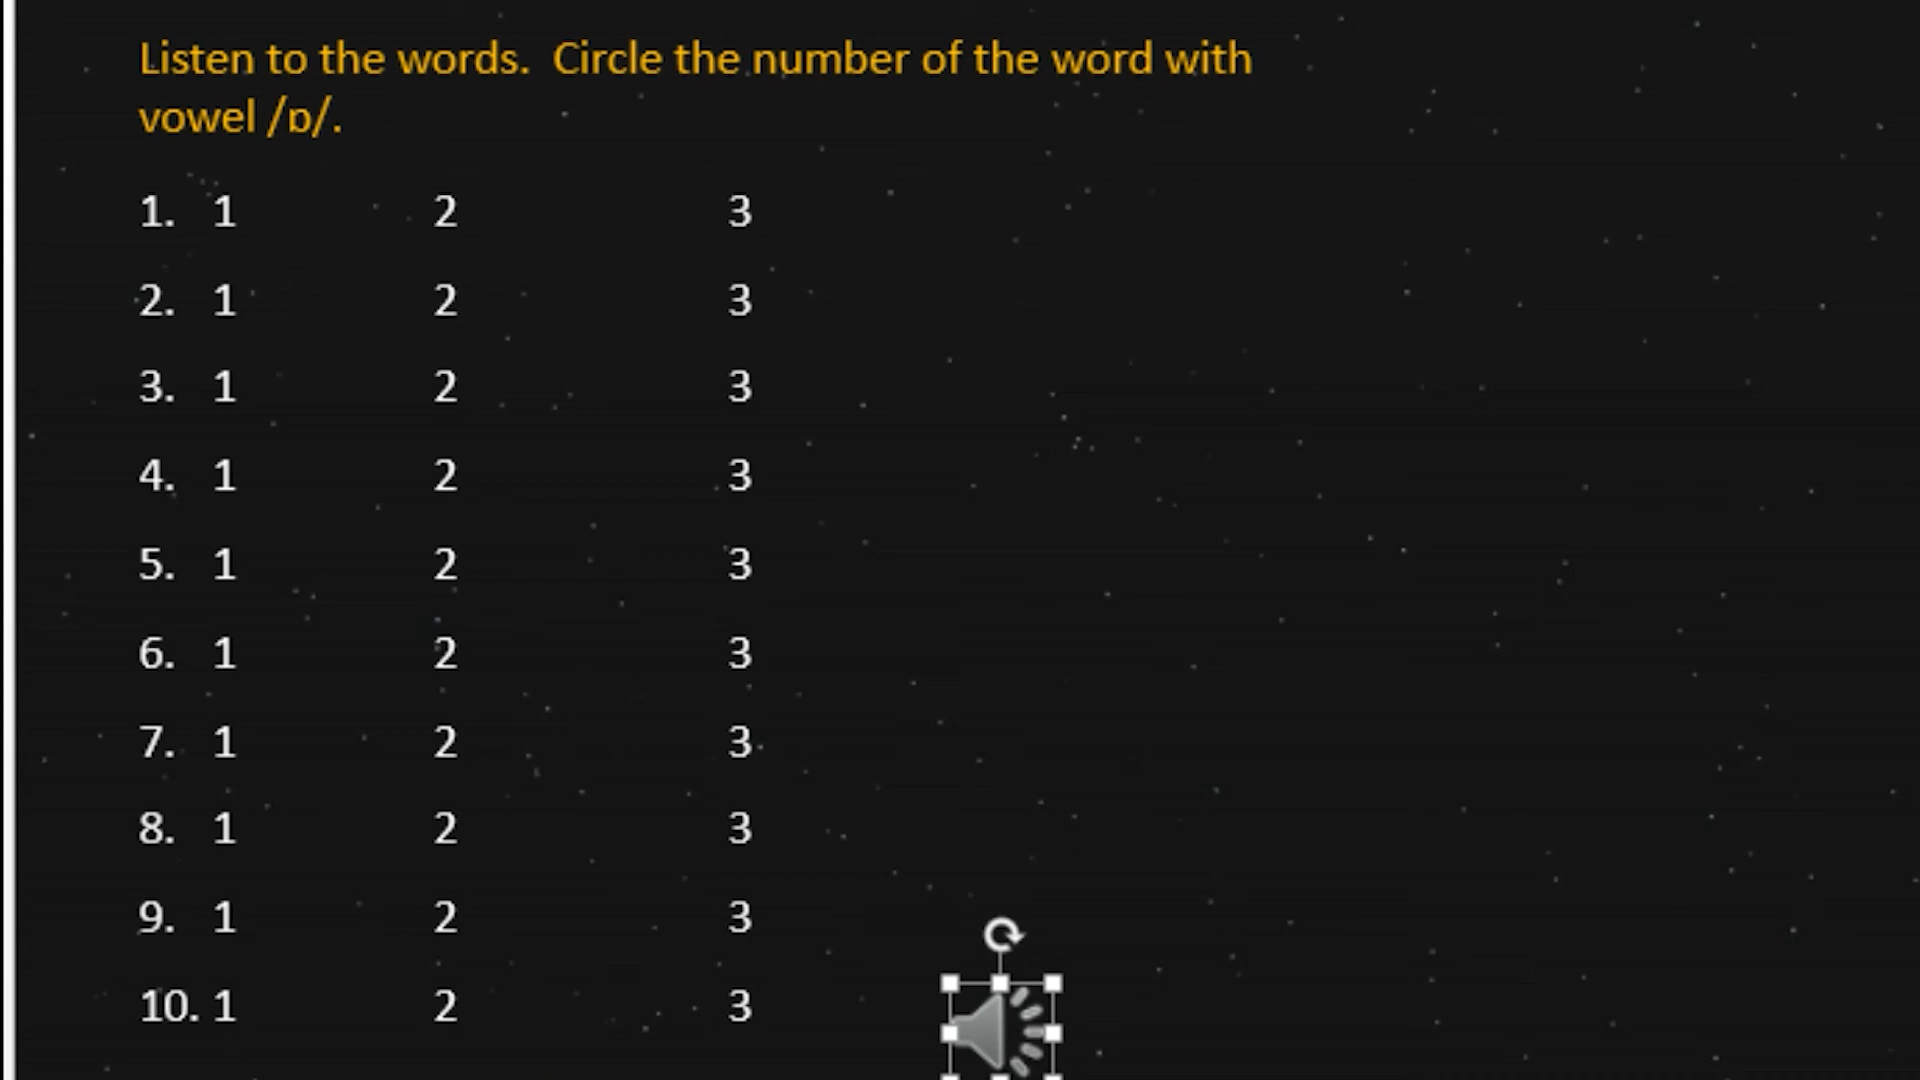 Listen to the words. Circle the number of the word with
vowel /ɒ/.
1. 1 2 3
2. 1 2 3
3. 1 2 3
4. 1 2 3
5. 1 2 3
6. 1 2 3
7. 1 2 3
8. 1 2 3
9. 1 2 3
10. 1 2 3